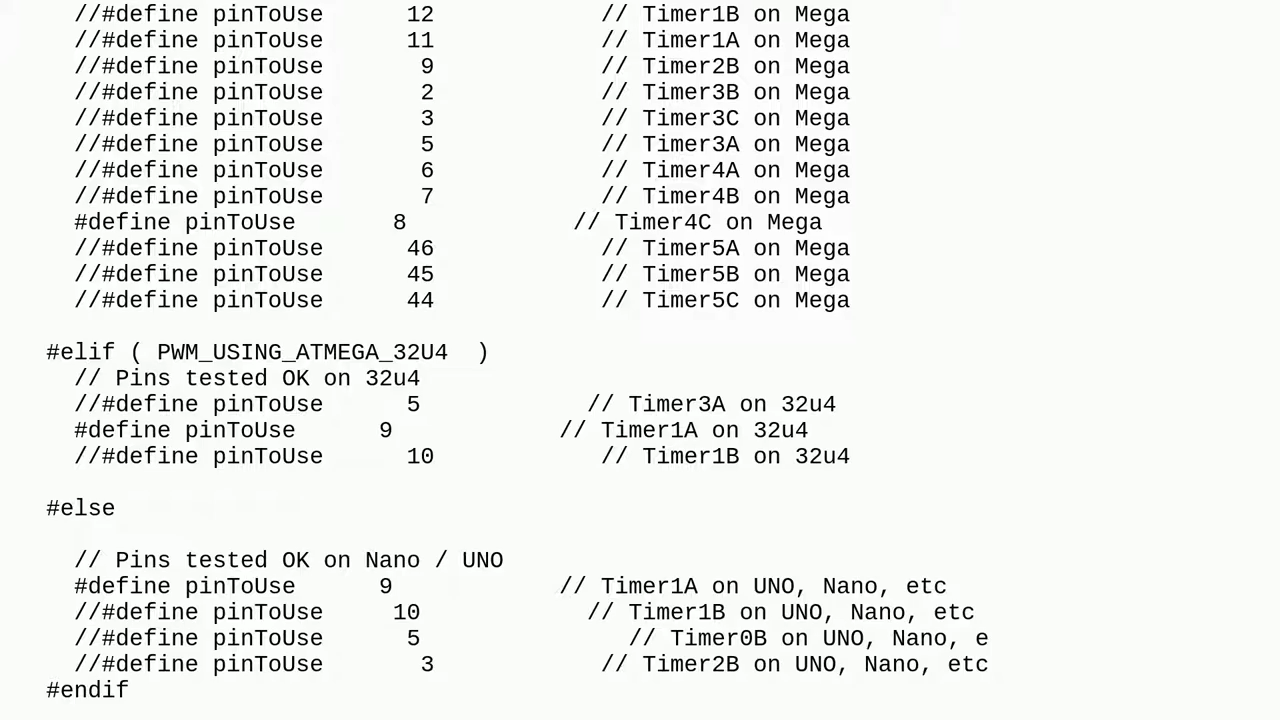 //#define pinToUse      12            // Timer1B on Mega
//#define pinToUse      11            // Timer1A on Mega
//#define pinToUse       9            // Timer2B on Mega
//#define pinToUse       2            // Timer3B on Mega
//#define pinToUse       3            // Timer3C on Mega
//#define pinToUse       5            // Timer3A on Mega
//#define pinToUse       6            // Timer4A on Mega
//#define pinToUse       7            // Timer4B on Mega
#define pinToUse       8            // Timer4C on Mega
//#define pinToUse      46            // Timer5A on Mega
//#define pinToUse      45            // Timer5B on Mega
//#define pinToUse      44            // Timer5C on Mega
#elif ( PWM_USING_ATMEGA_32U4  )
// Pins tested OK on 32u4
//#define pinToUse      5            // Timer3A on 32u4
#define pinToUse      9            // Timer1A on 32u4
//#define pinToUse      10            // Timer1B on 32u4
#else
// Pins tested OK on Nano / UNO
#define pinToUse      9            // Timer1A on UNO, Nano, etc
//#define pinToUse     10            // Timer1B on UNO, Nano, etc
//#define pinToUse      5               // Timer0B on UNO, Nano, e
//#define pinToUse       3            // Timer2B on UNO, Nano, etc
#endif